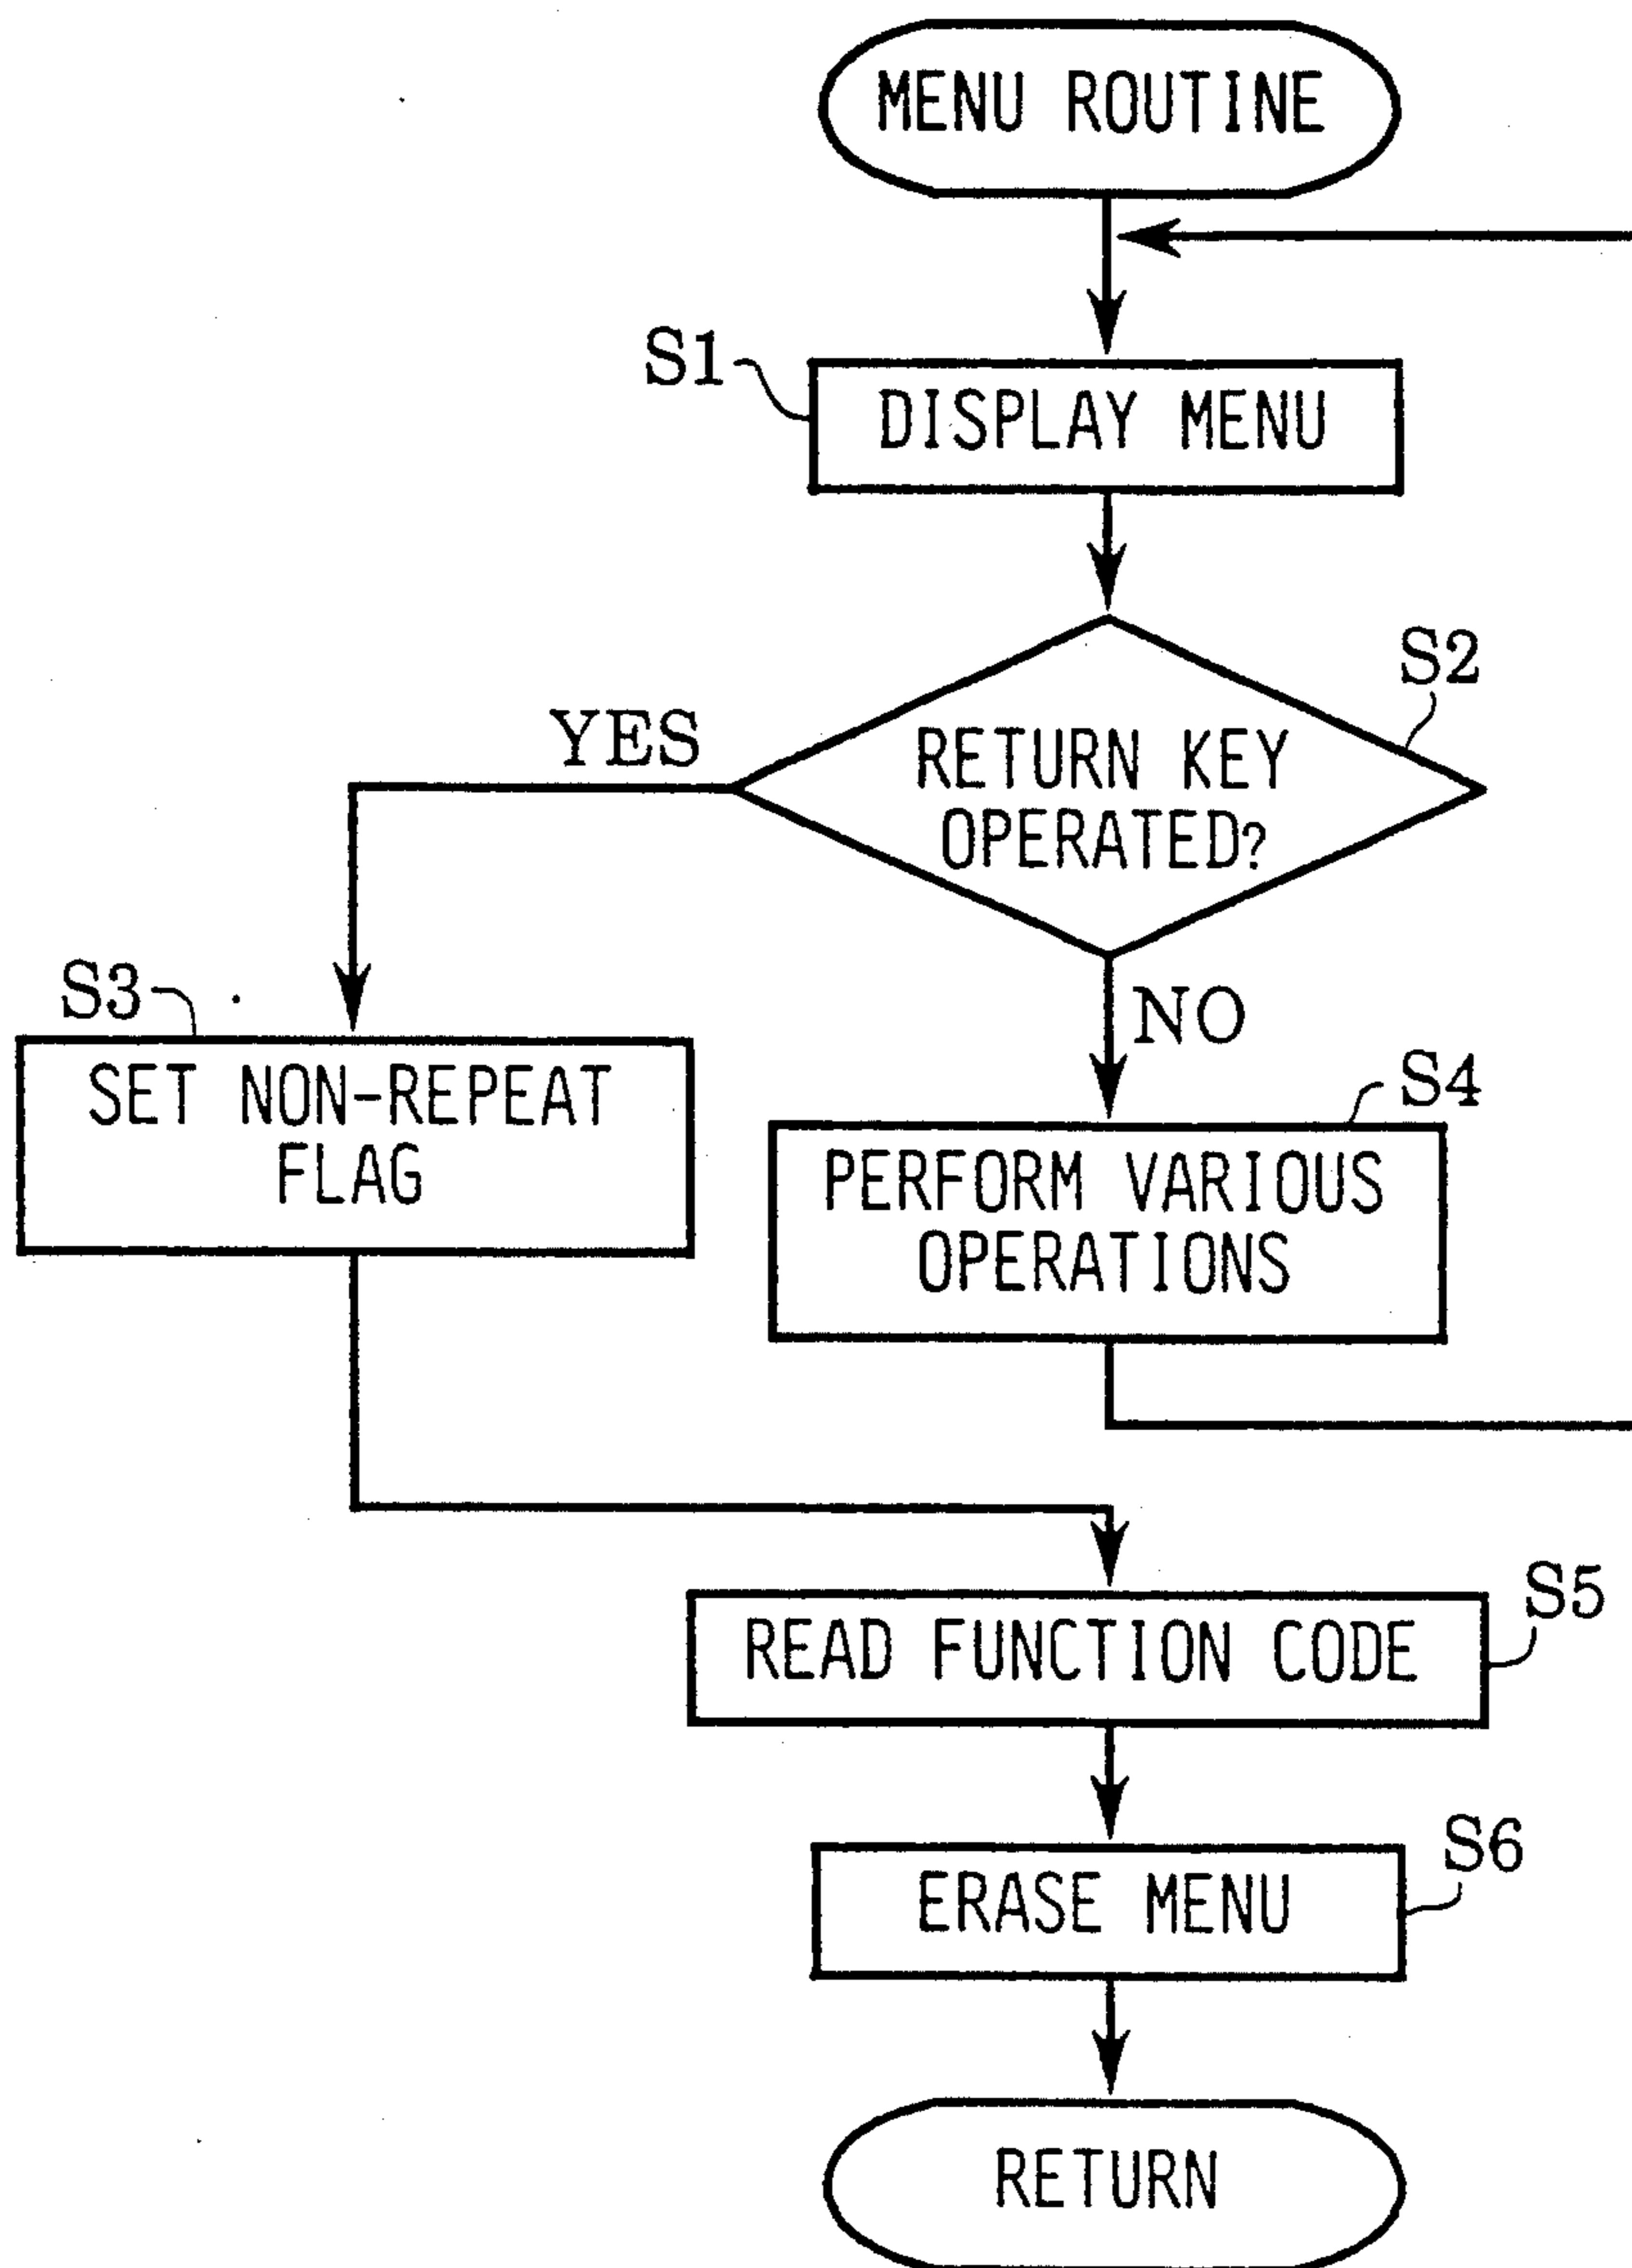 MENU ROUTINE
S1
DISPLAY MENU
S2
YES
RETURN KEY
OPERATED?
S3
NO
SET NON-REPEAT
FLAG
S4
PERFORM VARIOUS
OPERATIONS
S5
READ FUNCTION CODE
S6
ERASE MENU
RETURN